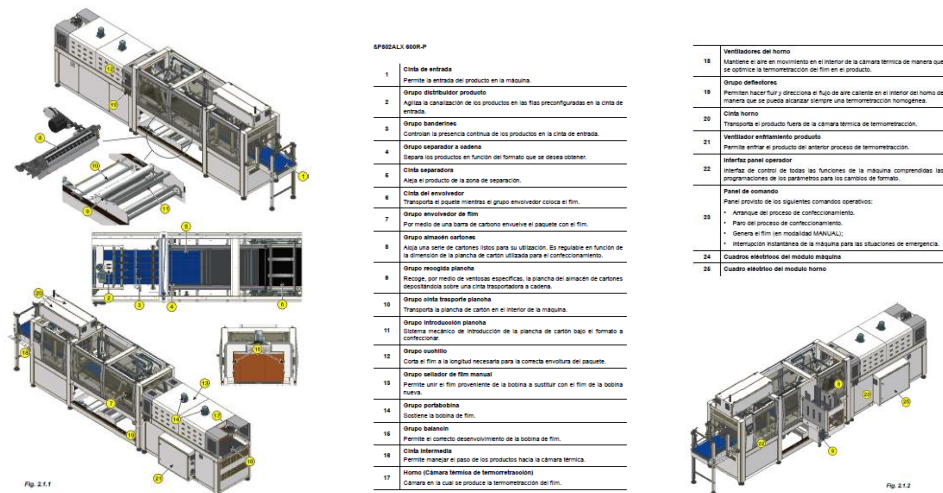 SP802ALX 600R-P
1
Cinta de entrada
Permite la entrada del producto en la máquina.
2
Grupo distribuidor producto
Agiliza la canalización de los productos en las filas preconfiguradas en la cinta de
entrada.
3
Grupo banderines
Controlan la presencia continua de los productos en la cinta de entrada.
4
Grupo separador a cadena
Separa los productos en función del formato que se desea obtener.
5
Cinta separadora
Aleja el producto de la zona de separación.
6
Cinta del envolvedor
Transporta el paquete mientras el grupo envolvedor coloca el film.
7
Grupo envolvedor de film
Por medio de una barra de carbono envuelve el paquete con film.
8
Grupo almacén cartones
Aloja una serie de cartones listos para su utilización. Es regulable en función de
la dimensión de la plancha de cartón utilizada para el confeccionamiento.
9
Grupo recogida plancha
Recoge, por medio de ventosas específicas, la plancha del almacén de cartones
depositándola sobre una cinta trasportadora a cadena.
10
Grupo cinta trasporte plancha
Transporta la plancha de cartón en el interior de la máquina.
11
Grupo introducción plancha
Sistema mecánico de introducción de la plancha de cartón bajo el formato a
confeccionar.
12
Grupo cuchillo
Corta el film a la longitud necesaria para la correcta envoltura del paquete.
13
Grupo sellador de film manual
Permite unir el film proveniente de la bobina a sustituir con el film de la bobina
nueva.
14
Grupo portabobina
Sostiene la bobina de film.
15
Grupo balancín
Permite el correcto desenvolvimiento de la bobina de film.
16
Cinta intermedia
Permite manejar el paso de los productos hacia la cámara térmica.
17
Horno (Cámara térmica de termorretracción)
Cámara en la cual se produce la termorretracción del film.
18
Ventiladores del horno
Mantiene el aire en movimiento en el interior de la cámara térmica de manera que
se optimice la termorretracción del film en el producto.
19
Grupo deflectores
Permiten hacer fluir y direcciona el flujo de aire caliente en el interior del horno de
manera que se pueda alcanzar siempre una termorretracción homogénea.
20
Cinta horno
Transporta el producto fuera de la cámara térmica de termorretracción.
21
Ventilador enfriamiento producto
Permite enfriar el producto del anterior proceso de termorretracción.
22
Interfaz panel operador
Interfaz de control de todas las funciones de la máquina comprendidas las
programaciones de los parámetros para los cambios de formato.
23
Panel de comando
Panel provisto de los siguientes comandos operativos:
• Arranque del proceso de confeccionamiento.
• Paro del proceso de confeccionamiento.
• Genera el film (en modalidad MANUAL);
• Interrupción instantánea de la máquina para las situaciones de emergencia.
24
Cuadros eléctricos del módulo máquina
25
Cuadro eléctrico del modulo horno
Fig. 2.1.1
Fig. 2.1.2